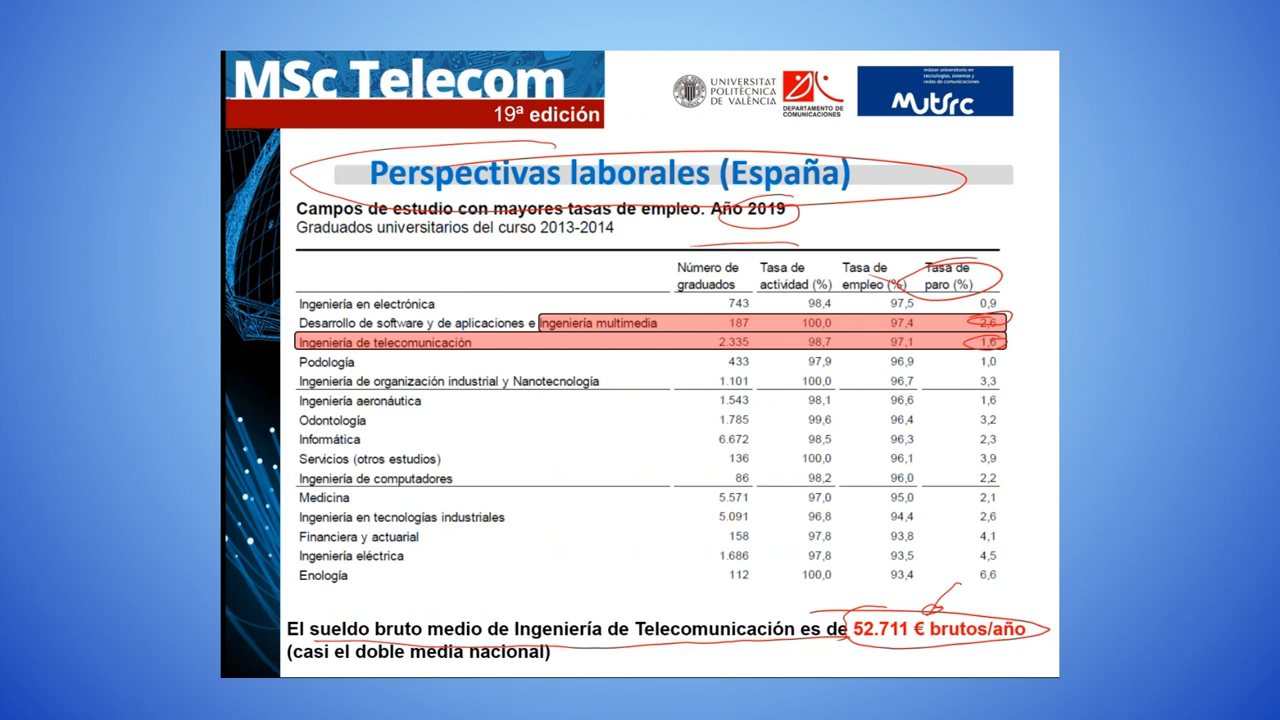 MSc Telecom
19ª edición
UNIVERSITAT
POLITÈCNICA
DE VALÈNCIA
DEPARTAMENTO DE
COMUNICACIONES
máster universitario en
tecnologías, sistemas y
redes de comunicaciones
Mutsrc
Perspectivas laborales (España)
Campos de estudio con mayores tasas de empleo. Año 2019
Graduados universitarios del curso 2013-2014
Número de graduados Tasa de actividad (%) Tasa de empleo (%) Tasa de paro (%)
Ingeniería en electrónica 743 98,4 97,5 0,9
Desarrollo de software y de aplicaciones e Ingeniería multimedia 187 100,0 97,4 2,6
Ingeniería de telecomunicación 2.335 98,7 97,1 1,6
Podología 433 97,9 96,9 1,0
Ingeniería de organización industrial y Nanotecnología 1.101 100,0 96,7 3,3
Ingeniería aeronáutica 1.543 98,1 96,6 1,6
Odontología 1.785 99,6 96,4 3,2
Informática 6.672 98,5 96,3 2,3
Servicios (otros estudios) 136 100,0 96,1 3,9
Ingeniería de computadores 86 98,2 96,0 2,2
Medicina 5.571 97,0 95,0 2,1
Ingeniería en tecnologías industriales 5.091 96,8 94,4 2,6
Financiera y actuarial 158 97,8 93,8 4,1
Ingeniería eléctrica 1.686 97,8 93,5 4,5
Enología 112 100,0 93,4 6,6
El sueldo bruto medio de Ingeniería de Telecomunicación es de 52.711 € brutos/año
(casi el doble media nacional)